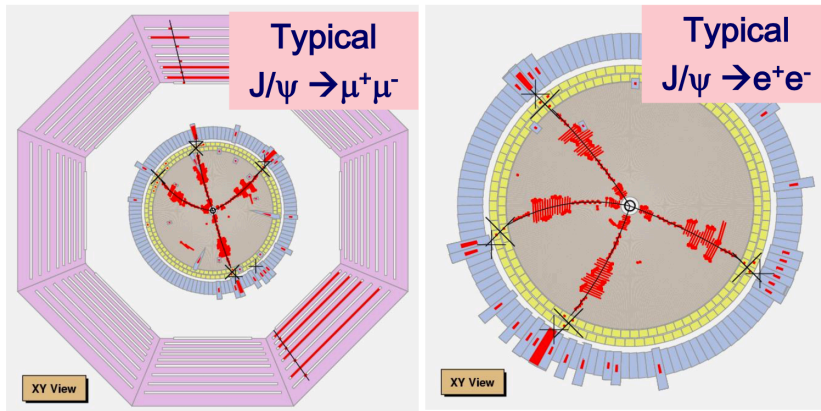 Typical
J/ψ →μ⁺μ⁻
XY View
Typical
J/ψ →e⁺e⁻
XY View